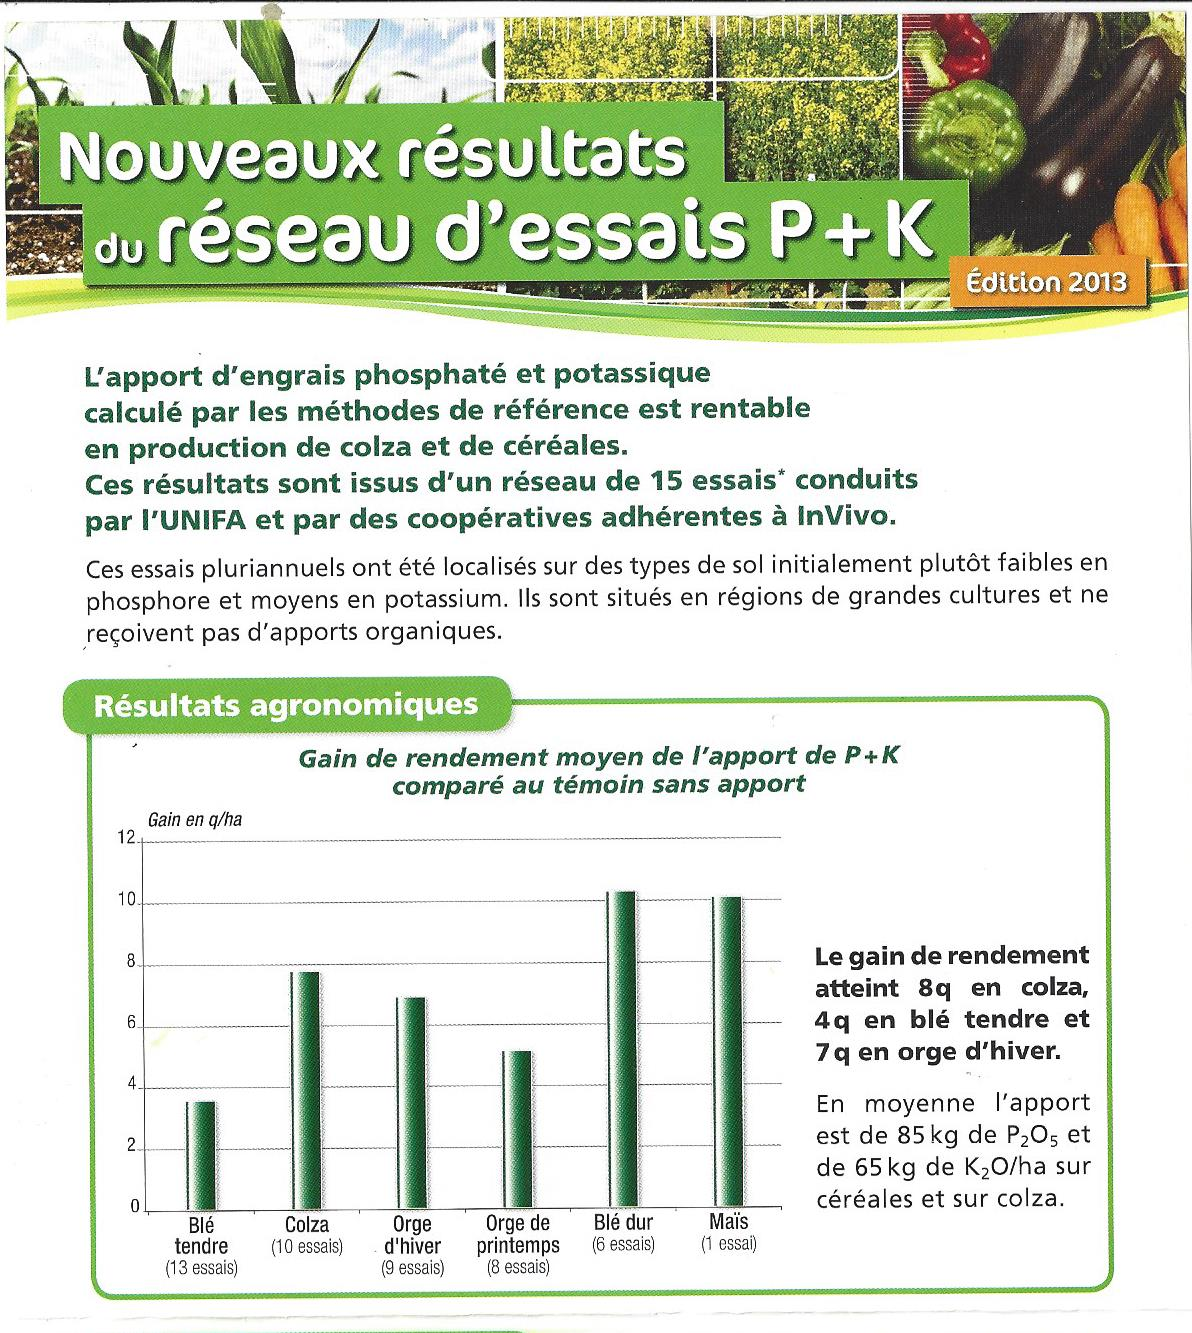 Nouveaux résultats
du réseau d'essais P+K
Édition 2013
L'apport d'engrais phosphaté et potassique
calculé par les méthodes de référence est rentable
en production de colza et de céréales.
Ces résultats sont issus d'un réseau de 15 essais* conduits
par l'UNIFA et par des coopératives adhérentes à InVivo.
Ces essais pluriannuels ont été localisés sur des types de sol initialement plutôt faibles en
phosphore et moyens en potassium. Ils sont situés en régions de grandes cultures et ne
reçoivent pas d'apports organiques.
Résultats agronomiques
Gain de rendement moyen de l'apport de P+K
comparé au témoin sans apport
Gain en q/ha
12
10
8
6
4
2
0
Blé
tendre
(13 essais)
Colza
(10 essais)
Orge
d'hiver
(9 essais)
Orge de
printemps
(8 essais)
Blé dur
(6 essais)
Maïs
(1 essai)
Le gain de rendement
atteint 8q en colza,
4q en blé tendre et
7q en orge d'hiver.
En moyenne l'apport
est de 85kg de P₂O₅ et
de 65kg de K₂O/ha sur
céréales et sur colza.